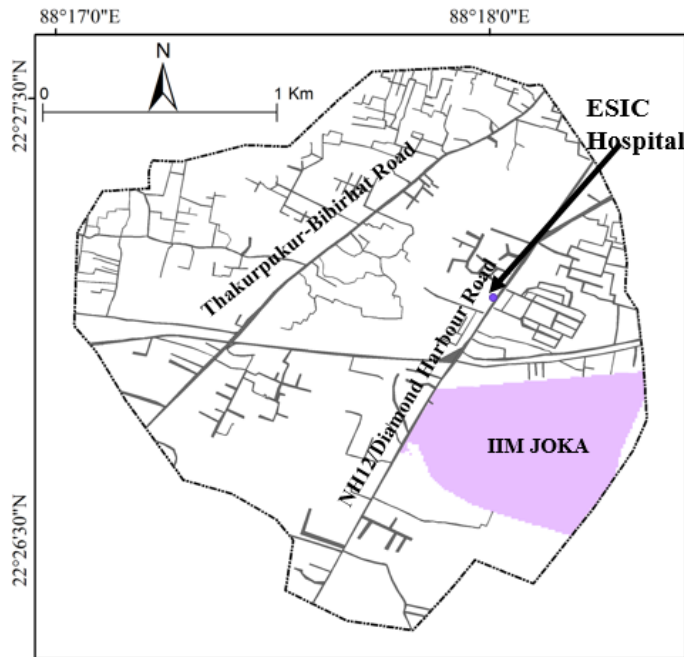 88°17'0"E
88°18'0"E
22°27'30"N
22°26'30"N
N
0
1 Km
ESIC
Hospital
Thakurpukur-Bibirhat Road
NH12/Diamond Harbour Road
IIM JOKA